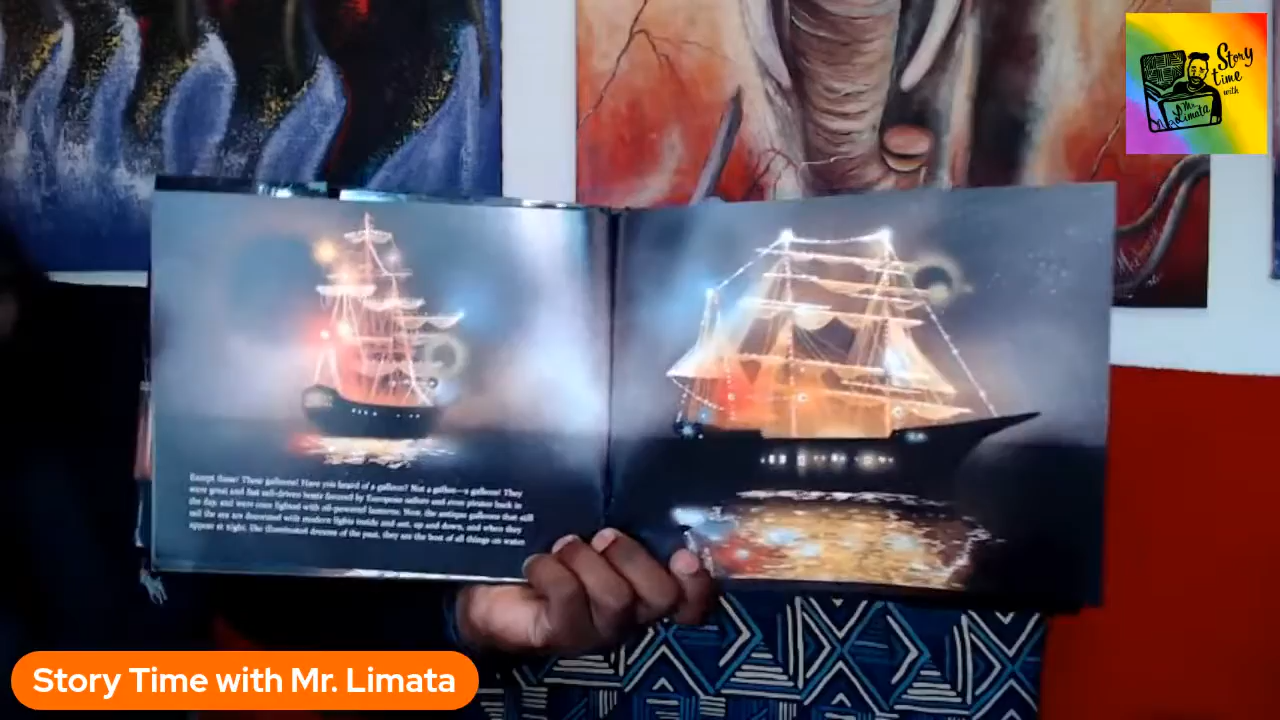 Story
time
with
Mr.
Limata
Except these! These galleons! Have you heard of a galleon? Not a gallon—a galleon! They
were great and fast sail-driven boats favored by European sailors and even pirates back in
the day, and were once lighted with oil-powered lanterns. Now, the antique galleons that still
sail the sea are decorated with modern lights inside and out, up and down, and when they
appear at night, like illuminated dreams of the past, they are the best of all things on water
Story Time with Mr. Limata